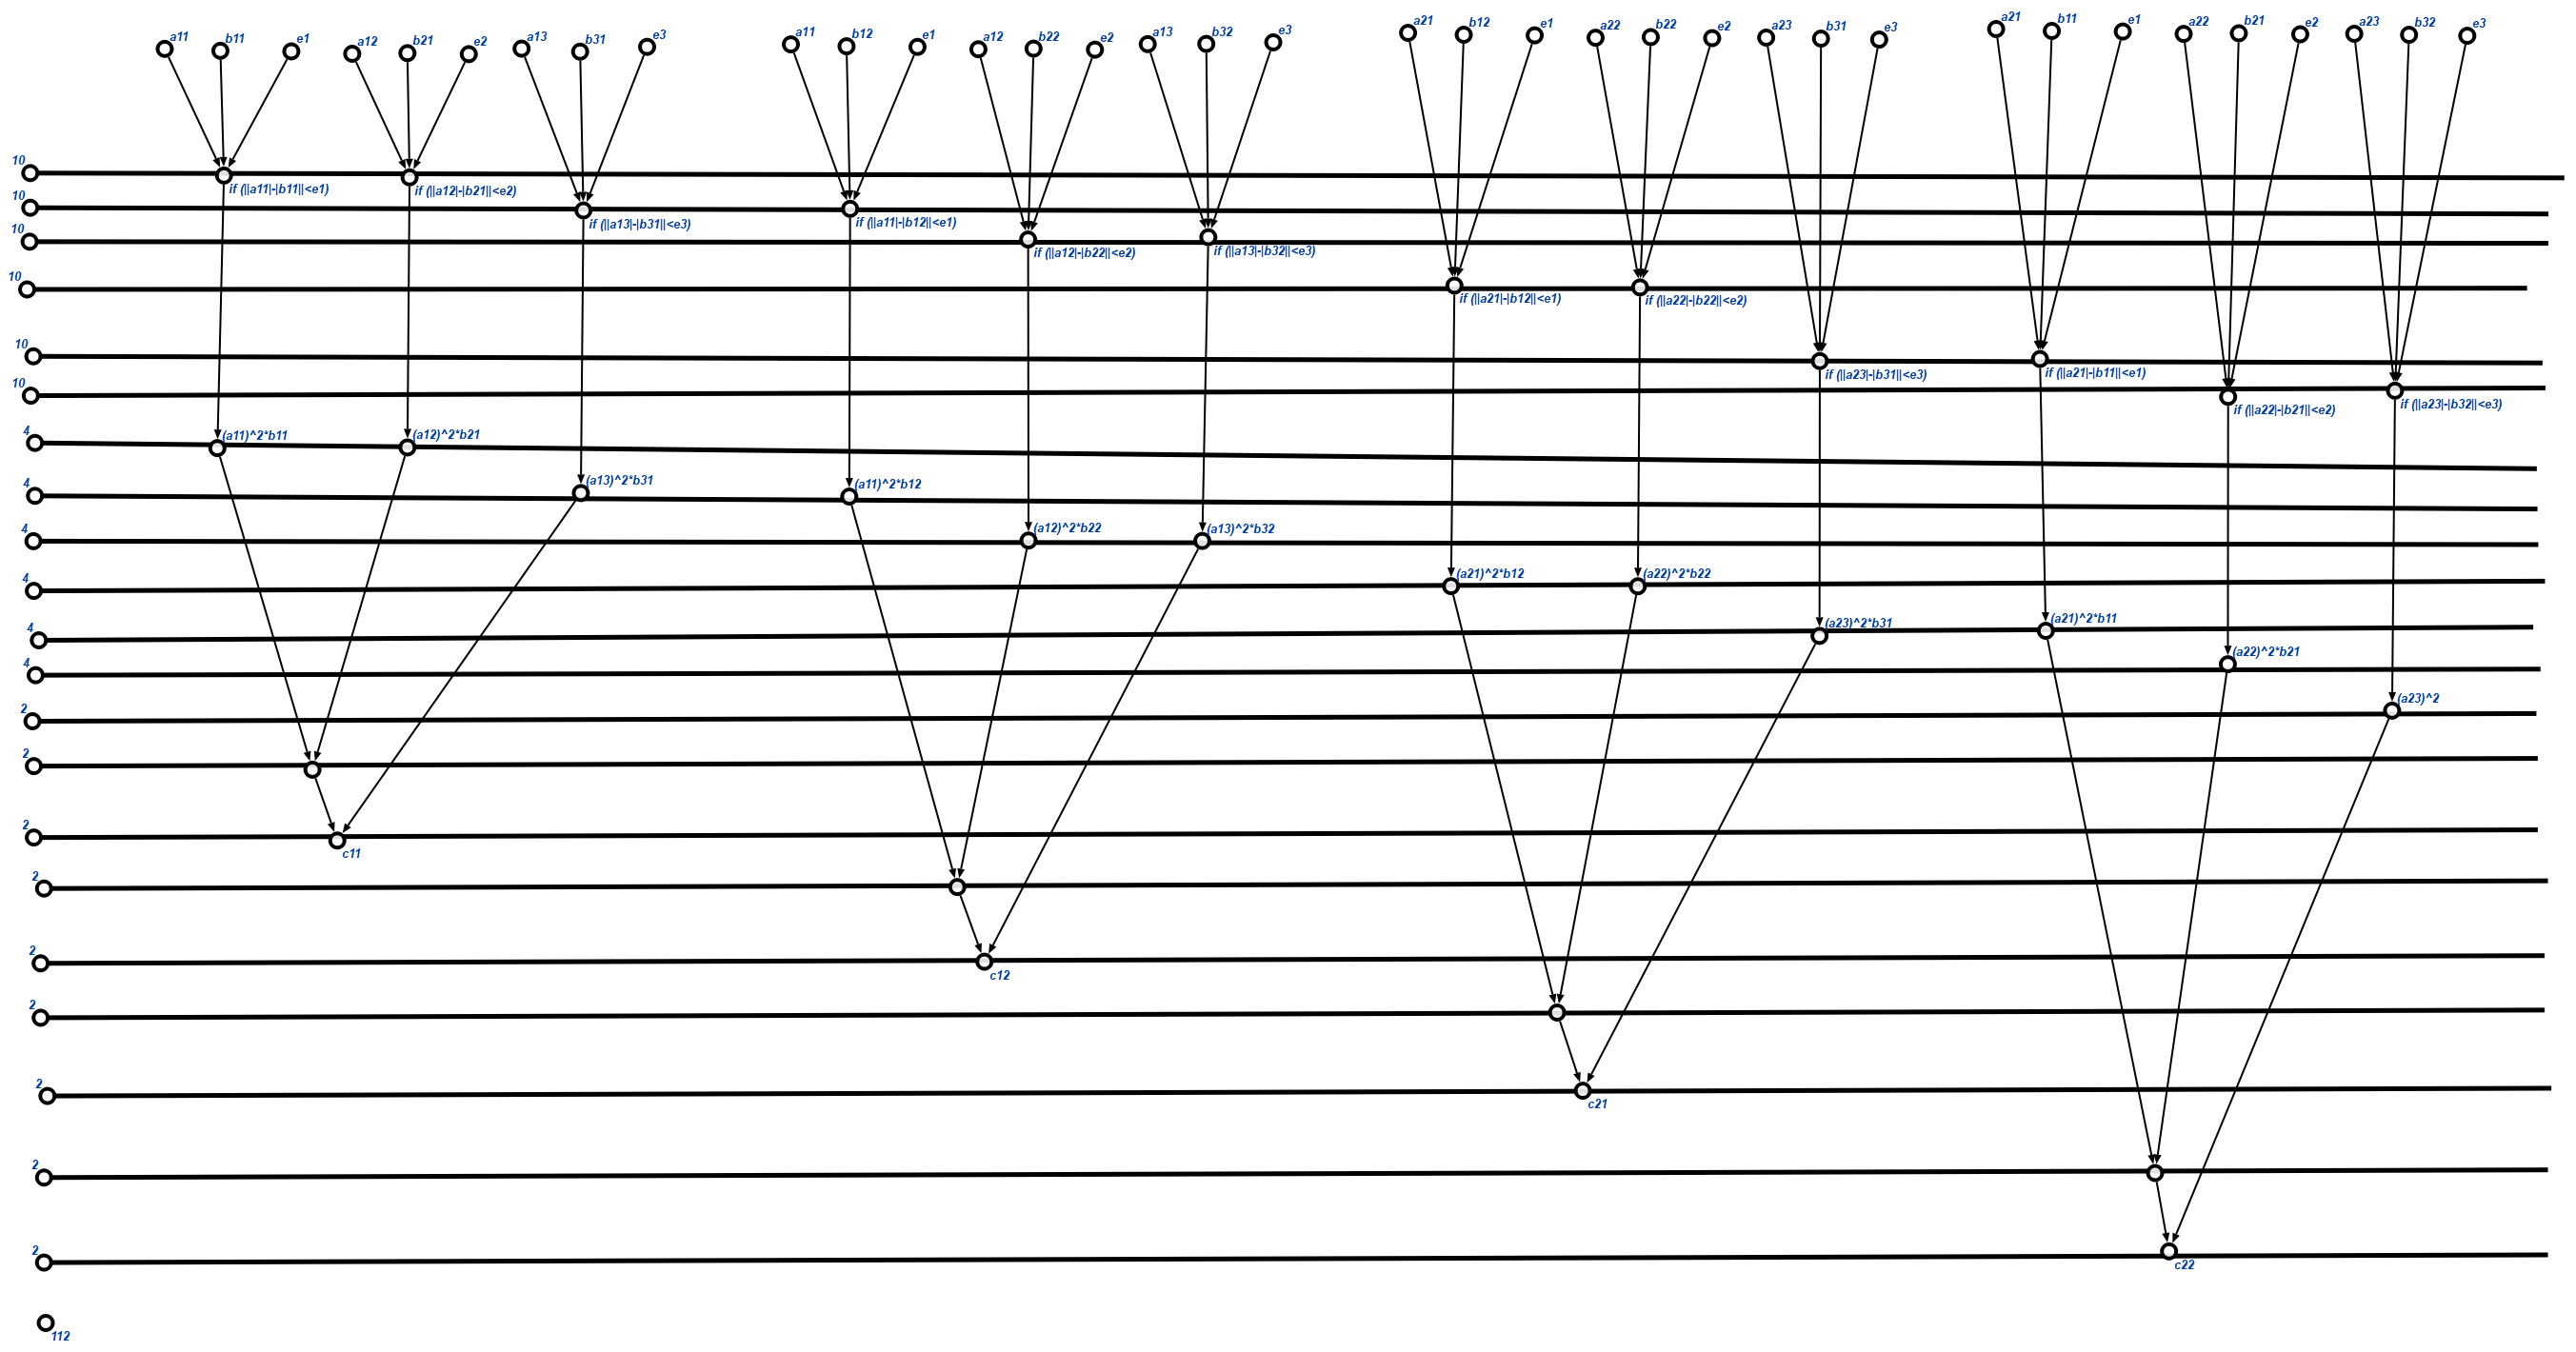 a11 b11 e1 a12 b21 e2 a13 b31 e3 a11 b12 e1 a12 b22 e2 a13 b32 e3 a21 b12 e1 a22 b22 e2 a23 b31 e3 a21 b11 e1 a22 b21 e2 a23 b32 e3
10
if (||a11|-|b11||<e1) if (||a12|-|b21||<e2)
10
if (||a13|-|b31||<e3) if (||a11|-|b12||<e1)
10
if (||a12|-|b22||<e2) if (||a13|-|b32||<e3)
10
if (||a21|-|b12||<e1) if (||a22|-|b22||<e2)
10
if (||a23|-|b31||<e3) if (||a21|-|b11||<e1)
10
if (||a22|-|b21||<e2) if (||a23|-|b32||<e3)
4
(a11)^2*b11 (a12)^2*b21
4
(a13)^2*b31 (a11)^2*b12
4
(a12)^2*b22 (a13)^2*b32
4
(a21)^2*b12 (a22)^2*b22
4
(a23)^2*b31 (a21)^2*b11
4
(a22)^2*b21
2
(a23)^2
2
2
c11
2
2
c12
2
2
c21
2
2
c22
112